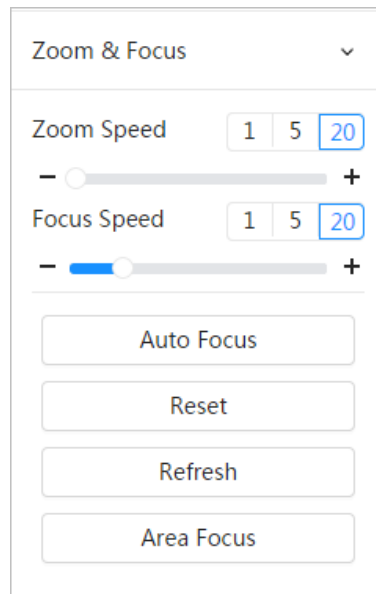 Zoom & Focus
Zoom Speed 1 5 20
− +
Focus Speed 1 5 20
− +
Auto Focus
Reset
Refresh
Area Focus